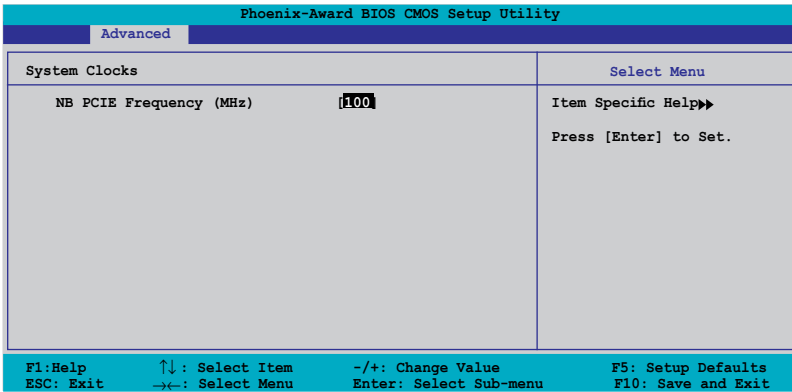 Phoenix-Award BIOS CMOS Setup Utility
Advanced
System Clocks
Select Menu
NB PCIE Frequency (MHz) [100]
Item Specific Help▶▶
Press [Enter] to Set.
F1:Help ↑↓: Select Item -/+: Change Value F5: Setup Defaults
ESC: Exit →←: Select Menu Enter: Select Sub-menu F10: Save and Exit